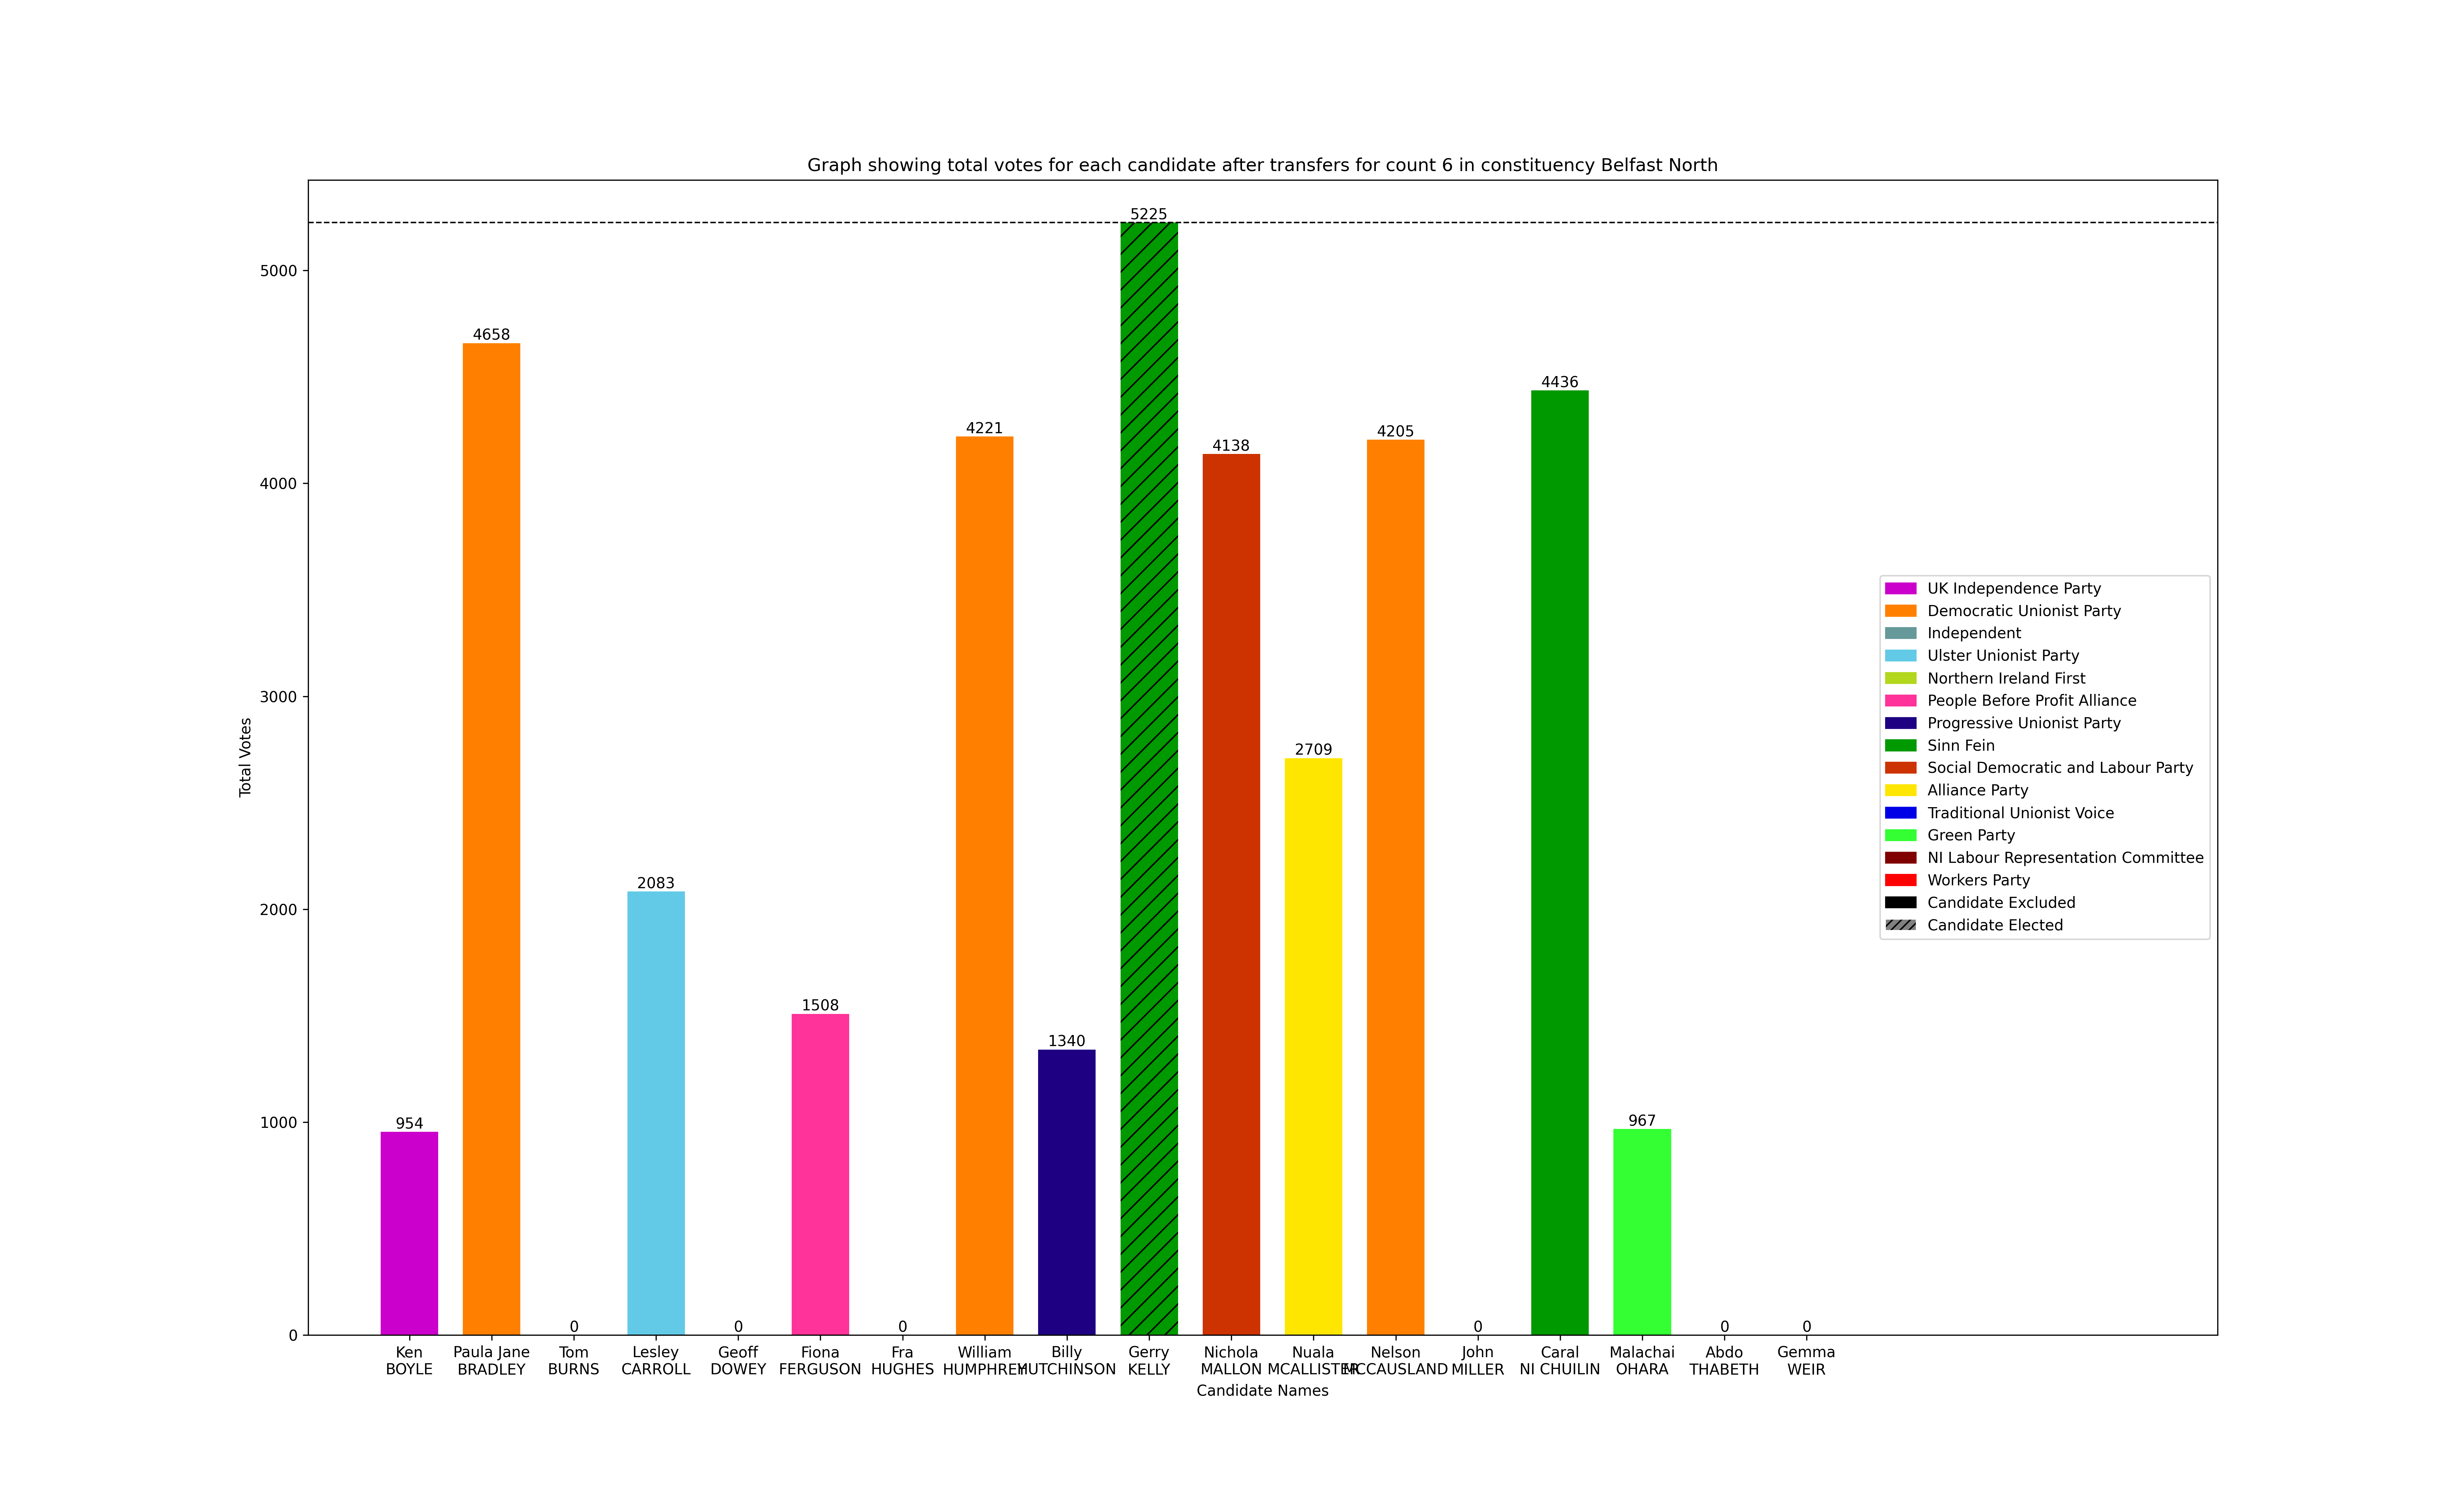 Graph showing total votes for each candidate after transfers for count 6 in constituency Belfast North
Total Votes
5000
4000
3000
2000
1000
0
954
4658
0
2083
0
1508
0
4221
1340
5225
4138
2709
4205
0
4436
967
0
0
Ken
BOYLE
Paula Jane
BRADLEY
Tom
BURNS
Lesley
CARROLL
Geoff
DOWEY
Fiona
FERGUSON
Fra
HUGHES
William
HUMPHREY
Billy
HUTCHINSON
Gerry
KELLY
Nichola
MALLON
Nuala
MCALLISTER
Nelson
MCCAUSLAND
John
MILLER
Caral
NI CHUILIN
Malachai
OHARA
Abdo
THABETH
Gemma
WEIR
Candidate Names
UK Independence Party
Democratic Unionist Party
Independent
Ulster Unionist Party
Northern Ireland First
People Before Profit Alliance
Progressive Unionist Party
Sinn Fein
Social Democratic and Labour Party
Alliance Party
Traditional Unionist Voice
Green Party
NI Labour Representation Committee
Workers Party
Candidate Excluded
Candidate Elected